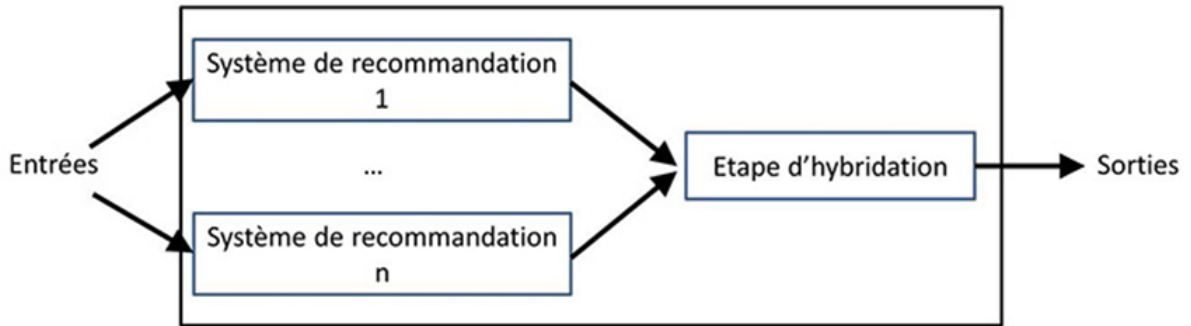 Système de recommandation
1
Entrées
...
Etape d'hybridation
Sorties
Système de recommandation
n